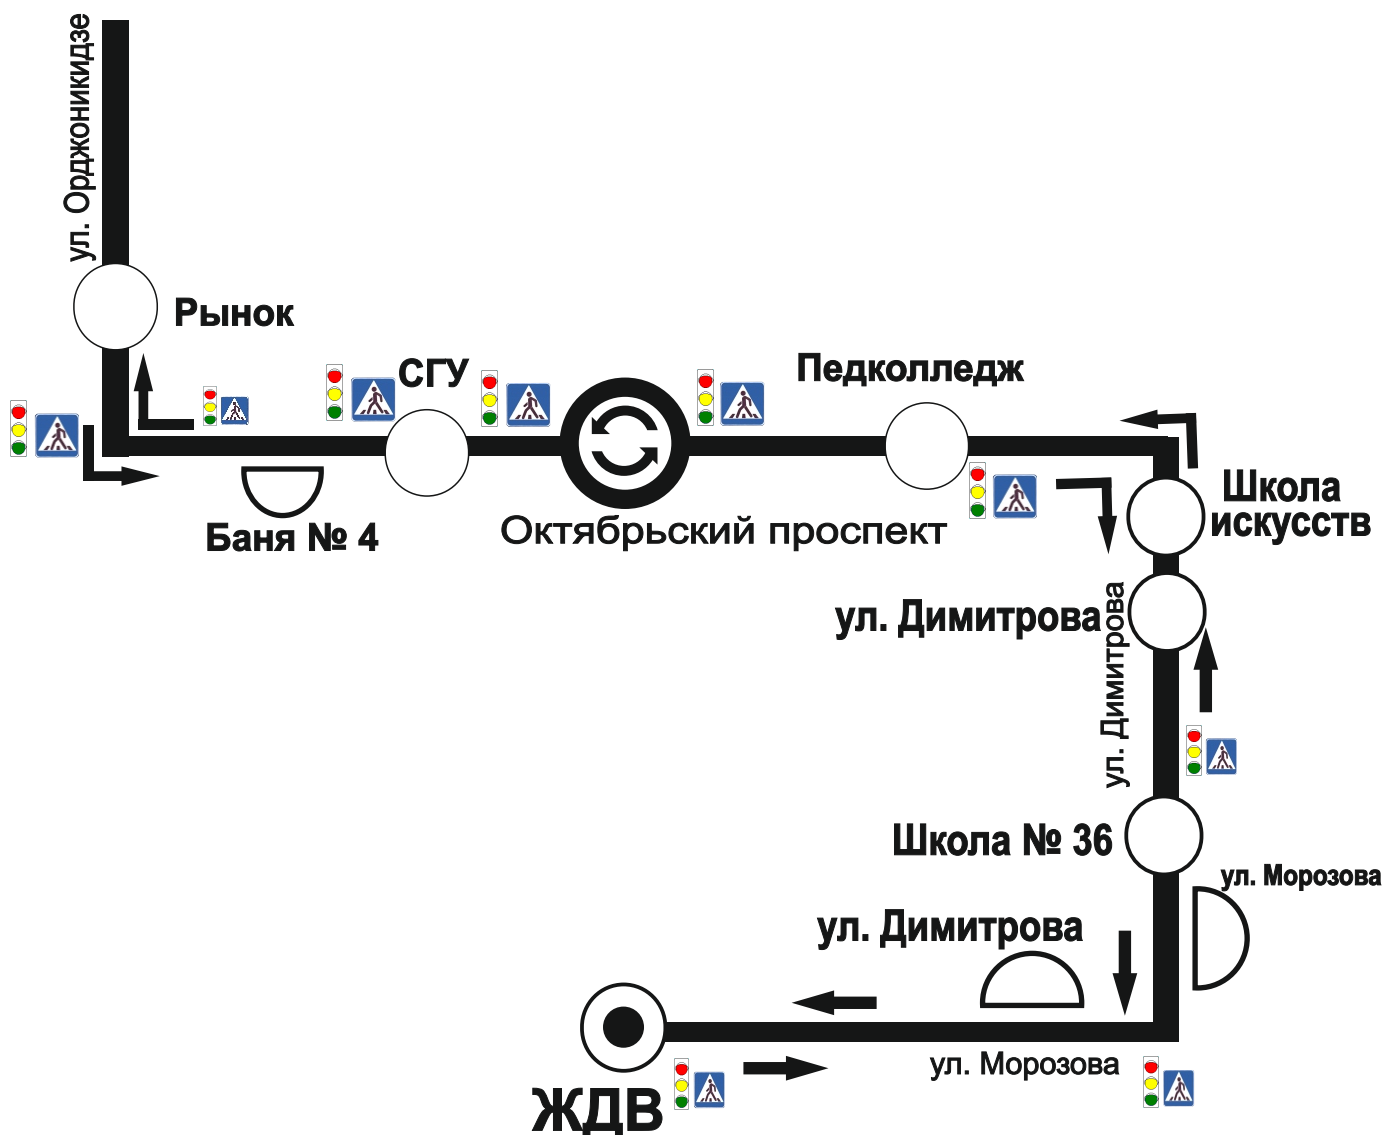 ул. Орджоникидзе
Рынок
СГУ
Педколледж
Баня № 4
Октябрьский проспект
Школа
искусств
ул. Димитрова
ул. Димитрова
Школа № 36
ул. Морозова
ул. Димитрова
ул. Морозова
ЖДВ